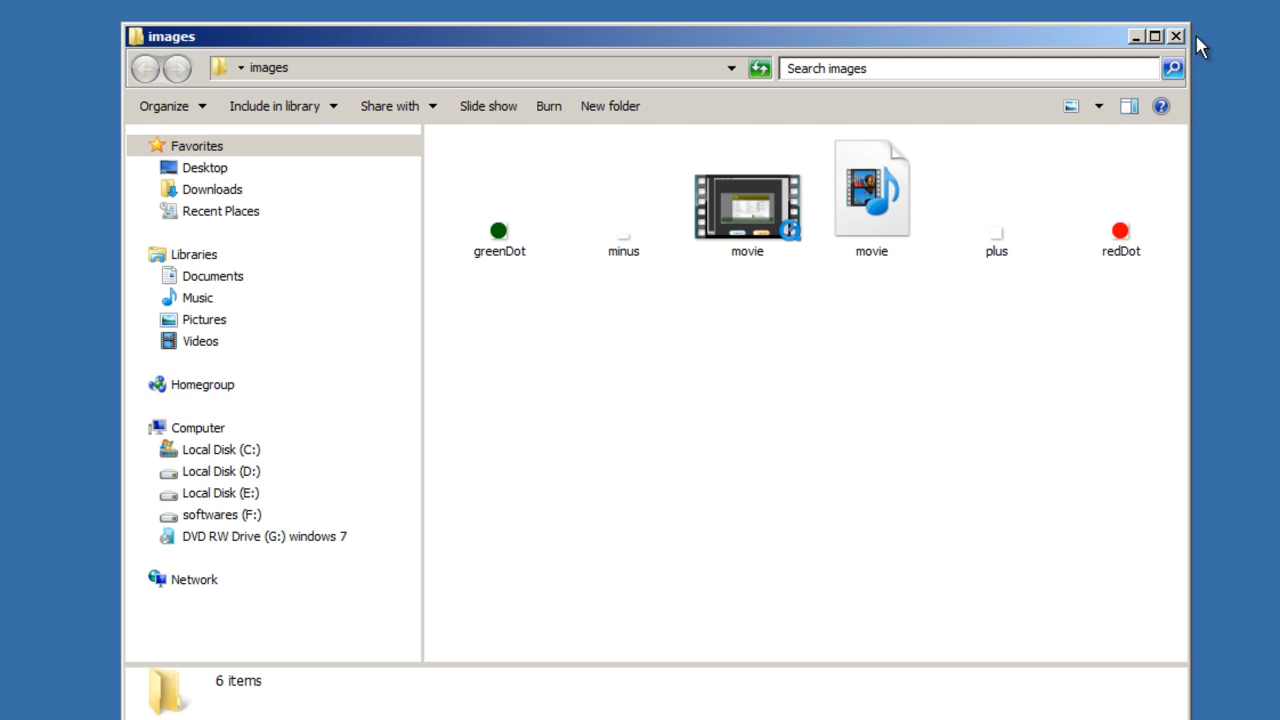 images
images
Search images
Organize Include in library Share with Slide show Burn New folder
Favorites
Desktop
Downloads
Recent Places
Libraries
Documents
Music
Pictures
Videos
Homegroup
Computer
Local Disk (C:)
Local Disk (D:)
Local Disk (E:)
softwares (F:)
DVD RW Drive (G:) windows 7
Network
greenDot minus movie movie plus redDot
6 items